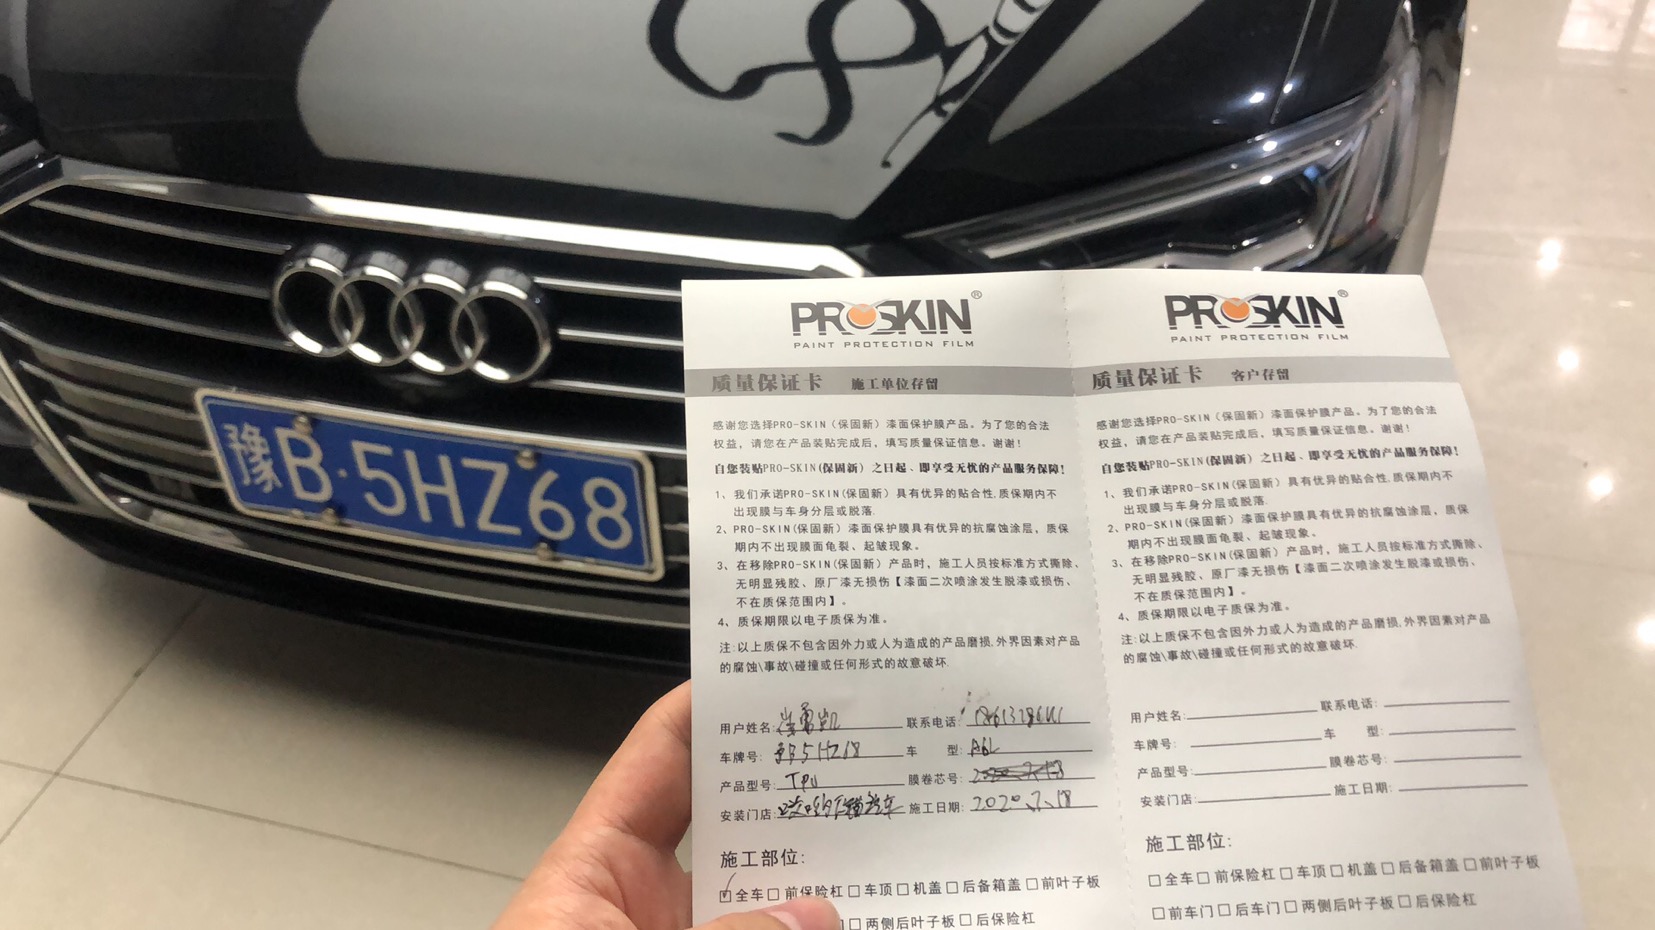 豫B·5HZ68
PROSKIN®
PAINT PROTECTION FILM
质量保证卡 施工单位存留
感谢您选择PRO-SKIN(保固新)漆面保护膜产品。为了您的合法
权益，请您在产品装贴完成后，填写质量保证信息。谢谢！
自您装贴PRO-SKIN(保固新)之日起、即享受无忧的产品服务保障！
1、我们承诺PRO-SKIN(保固新)具有优异的贴合性,质保期内不
出现膜与车身分层或脱落.
2、PRO-SKIN(保固新)漆面保护膜具有优异的抗腐蚀涂层，质保
期内不出现膜面龟裂、起皱现象。
3、在移除PRO-SKIN(保固新)产品时，施工人员按标准方式撕除、
无明显残胶、原厂漆无损伤【漆面二次喷涂发生脱漆或损伤、
不在质保范围内】。
4、质保期限以电子质保为准。
注:以上质保不包含因外力或人为造成的产品磨损,外界因素对产品
的腐蚀\事故\碰撞或任何形式的故意破坏.
用户姓名: 联系电话:
车牌号: 5HZ68 车 型: A6L
产品型号: TPU 膜卷芯号:
安装门店: 施工日期: 2020.7.18
施工部位:
☑全车□前保险杠□车顶□机盖□后备箱盖□前叶子板
□两侧后叶子板□后保险杠
PROSKIN®
PAINT PROTECTION FILM
质量保证卡 客户存留
感谢您选择PRO-SKIN(保固新)漆面保护膜产品。为了您的合法
权益，请您在产品装贴完成后，填写质量保证信息。谢谢！
自您装贴PRO-SKIN(保固新)之日起、即享受无忧的产品服务保障！
1、我们承诺PRO-SKIN(保固新)具有优异的贴合性,质保期内不
出现膜与车身分层或脱落.
2、PRO-SKIN(保固新)漆面保护膜具有优异的抗腐蚀涂层，质保
期内不出现膜面龟裂、起皱现象。
3、在移除PRO-SKIN(保固新)产品时，施工人员按标准方式撕除、
无明显残胶、原厂漆无损伤【漆面二次喷涂发生脱漆或损伤、
不在质保范围内】。
4、质保期限以电子质保为准。
注:以上质保不包含因外力或人为造成的产品磨损,外界因素对产品
的腐蚀\事故\碰撞或任何形式的故意破坏.
用户姓名: 联系电话:
车牌号: 车 型:
产品型号: 膜卷芯号:
安装门店: 施工日期:
施工部位:
□全车□前保险杠□车顶□机盖□后备箱盖□前叶子板
□前车门□后车门□两侧后叶子板□后保险杠